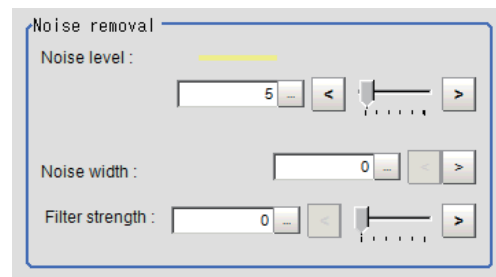 Noise removal
Noise level :
5 ... < >
Noise width :
0 ... < >
Filter strength :
0 ... < >